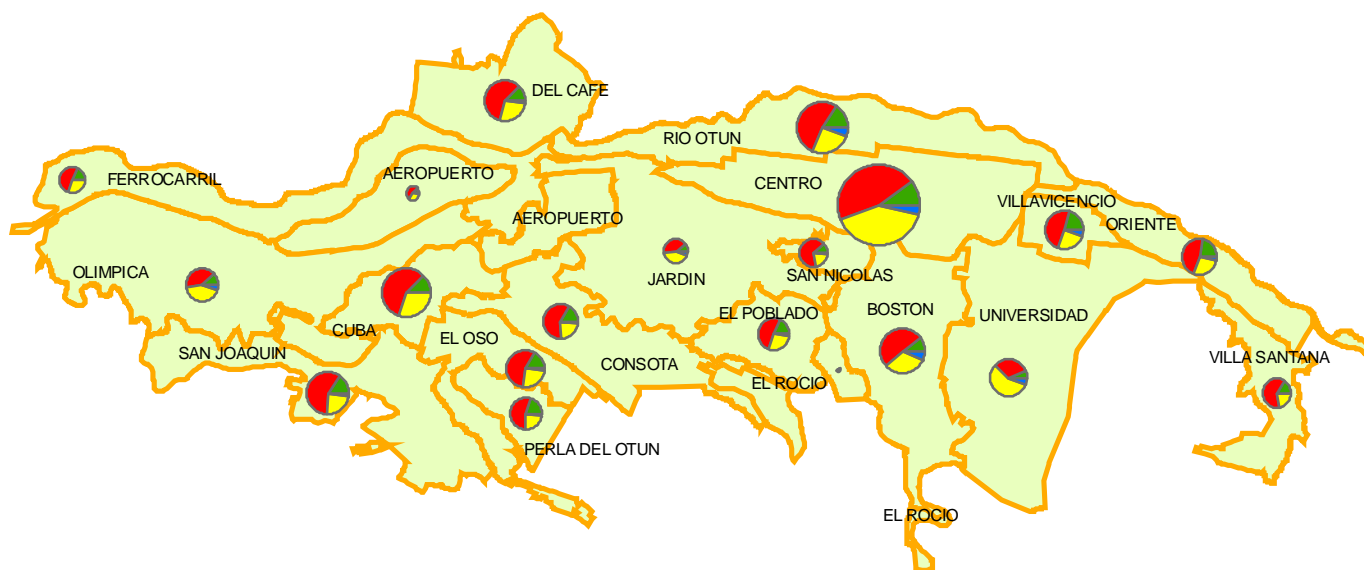 DEL CAFE
RIO OTUN
FERROCARRIL
AEROPUERTO
CENTRO
VILLAVICENCIO
AEROPUERTO
ORIENTE
OLIMPICA
JARDIN
SAN NICOLAS
CUBA
EL OSO
EL POBLADO
BOSTON
UNIVERSIDAD
SAN JOAQUIN
CONSOTA
VILLA SANTANA
EL ROCIO
PERLA DEL OTUN
EL ROCIO